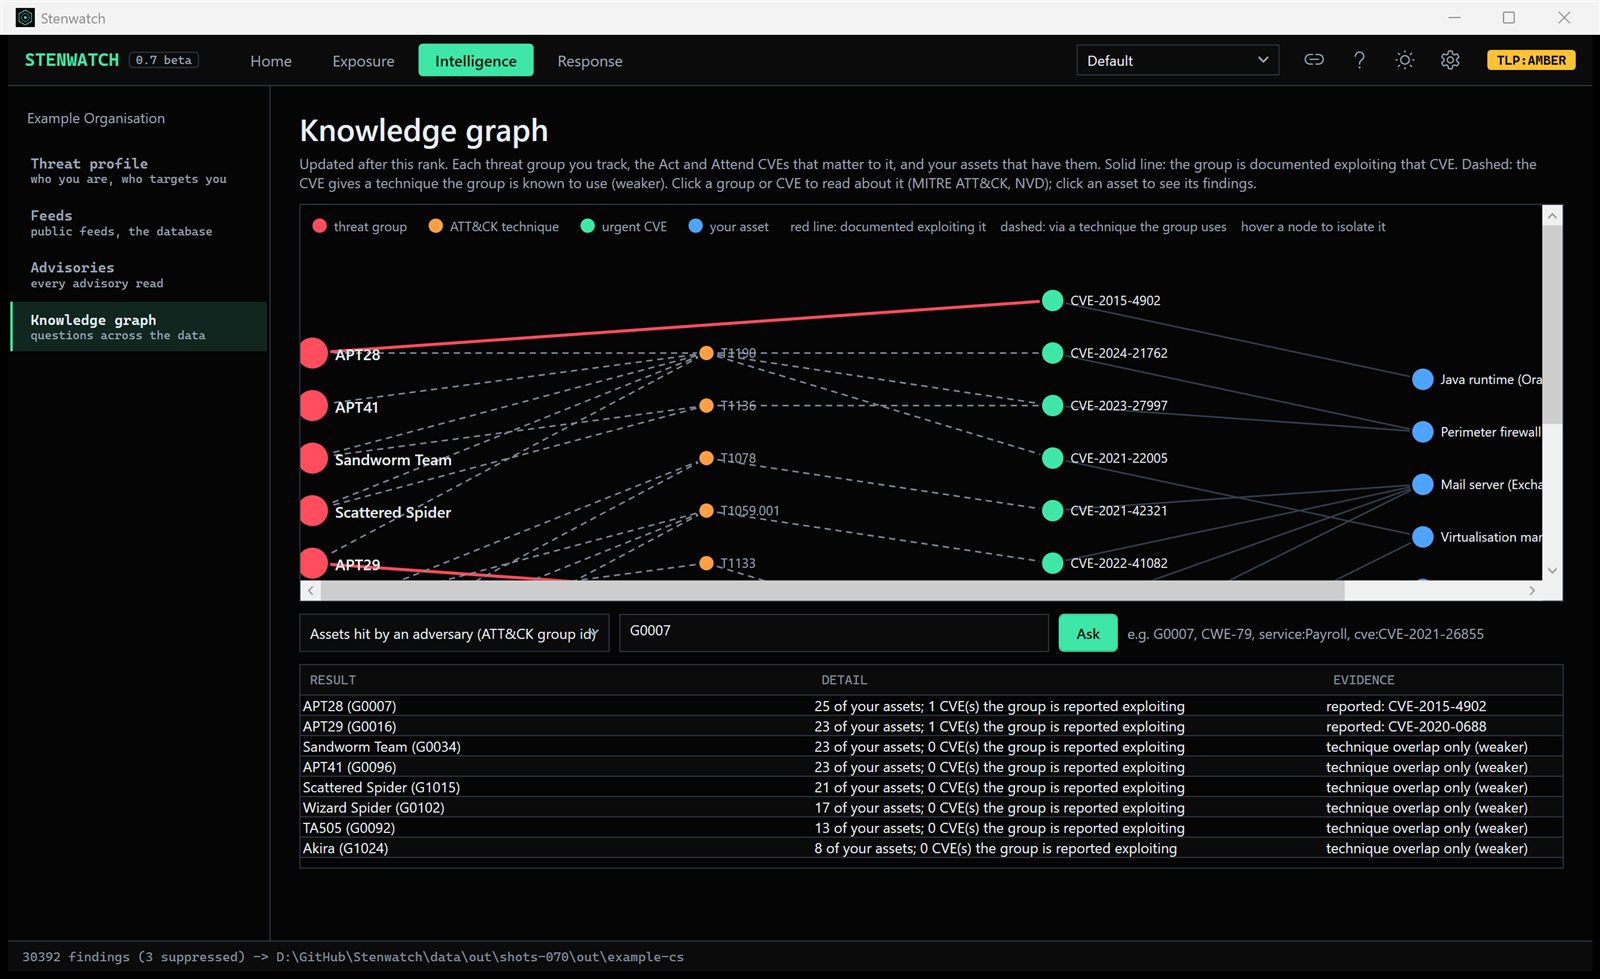 Stenwatch
STENWATCH 0.7 beta Home Exposure Intelligence Response Default ? TLP:AMBER
Example Organisation
Threat profile
who you are, who targets you
Feeds
public feeds, the database
Advisories
every advisory read
Knowledge graph
questions across the data
Knowledge graph
Updated after this rank. Each threat group you track, the Act and Attend CVEs that matter to it, and your assets that have them. Solid line: the group is documented exploiting that CVE. Dashed: the
CVE gives a technique the group is known to use (weaker). Click a group or CVE to read about it (MITRE ATT&CK, NVD); click an asset to see its findings.
threat group ATT&CK technique urgent CVE your asset red line: documented exploiting it dashed: via a technique the group uses hover a node to isolate it
CVE-2015-4902
APT28 T1190 CVE-2024-21762
Java runtime (Ora
APT41 T1136 CVE-2023-27997
Perimeter firewall
Sandworm Team T1078 CVE-2021-22005
Mail server (Excha
Scattered Spider T1059.001 CVE-2021-42321
Virtualisation mar
APT29 T1133 CVE-2022-41082
Assets hit by an adversary (ATT&CK group id) G0007 Ask e.g. G0007, CWE-79, service:Payroll, cve:CVE-2021-26855
RESULT DETAIL EVIDENCE
APT28 (G0007) 25 of your assets; 1 CVE(s) the group is reported exploiting reported: CVE-2015-4902
APT29 (G0016) 23 of your assets; 1 CVE(s) the group is reported exploiting reported: CVE-2020-0688
Sandworm Team (G0034) 23 of your assets; 0 CVE(s) the group is reported exploiting technique overlap only (weaker)
APT41 (G0096) 23 of your assets; 0 CVE(s) the group is reported exploiting technique overlap only (weaker)
Scattered Spider (G1015) 21 of your assets; 0 CVE(s) the group is reported exploiting technique overlap only (weaker)
Wizard Spider (G0102) 17 of your assets; 0 CVE(s) the group is reported exploiting technique overlap only (weaker)
TA505 (G0092) 13 of your assets; 0 CVE(s) the group is reported exploiting technique overlap only (weaker)
Akira (G1024) 8 of your assets; 0 CVE(s) the group is reported exploiting technique overlap only (weaker)
30392 findings (3 suppressed) -> D:\GitHub\Stenwatch\data\out\shots-070\out\example-cs